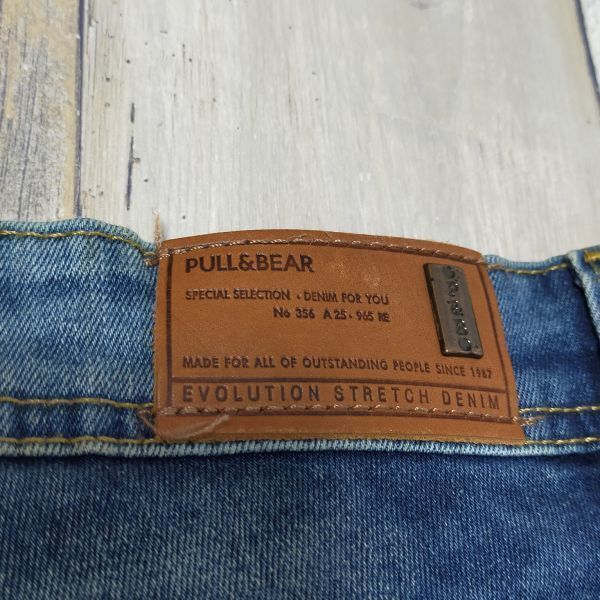 PULL&BEAR
SPECIAL SELECTION - DENIM FOR YOU
No 356 A 25 - 965 RE
MADE FOR ALL OF OUTSTANDING PEOPLE SINCE 1987
EVOLUTION STRETCH DENIM